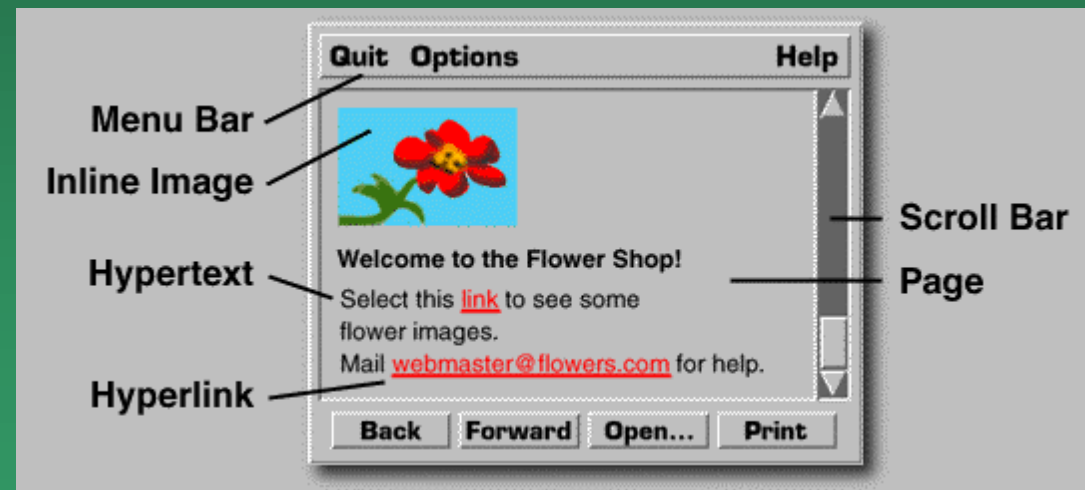 Quit Options Help
Menu Bar
Inline Image
Scroll Bar
Welcome to the Flower Shop!
Hypertext
Page
Select this link to see some
flower images.
Mail webmaster@flowers.com for help.
Hyperlink
Back Forward Open... Print